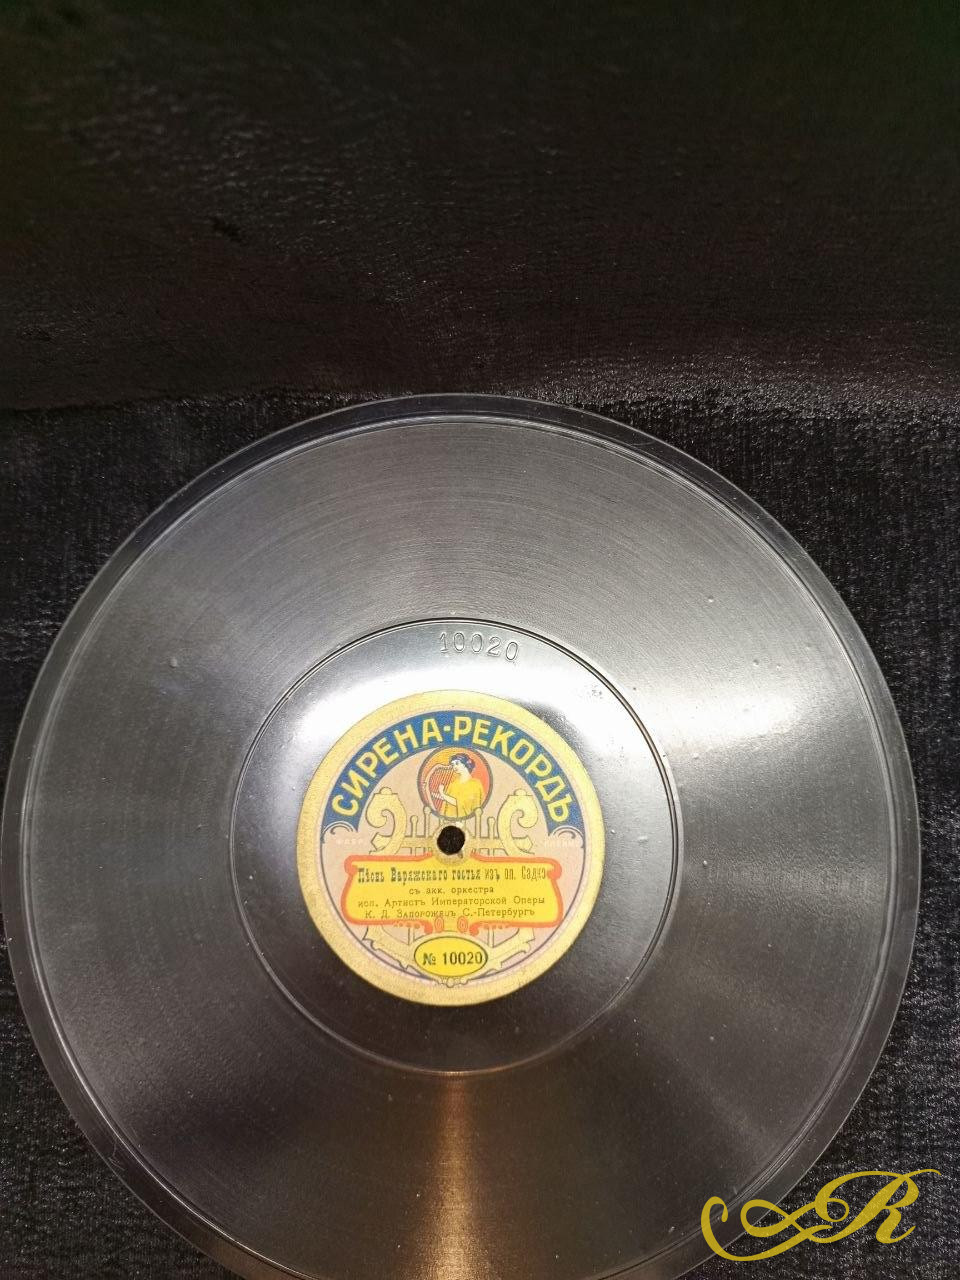 10020
СИРЕНА-РЕКОРДЪ
Пѣснь Варяжскаго гостья изъ оп. Садко
съ акк. оркестра
исп. Артистъ Императорской Оперы
К. Д. Запорожецъ С.-Петербургъ
№ 10020
R